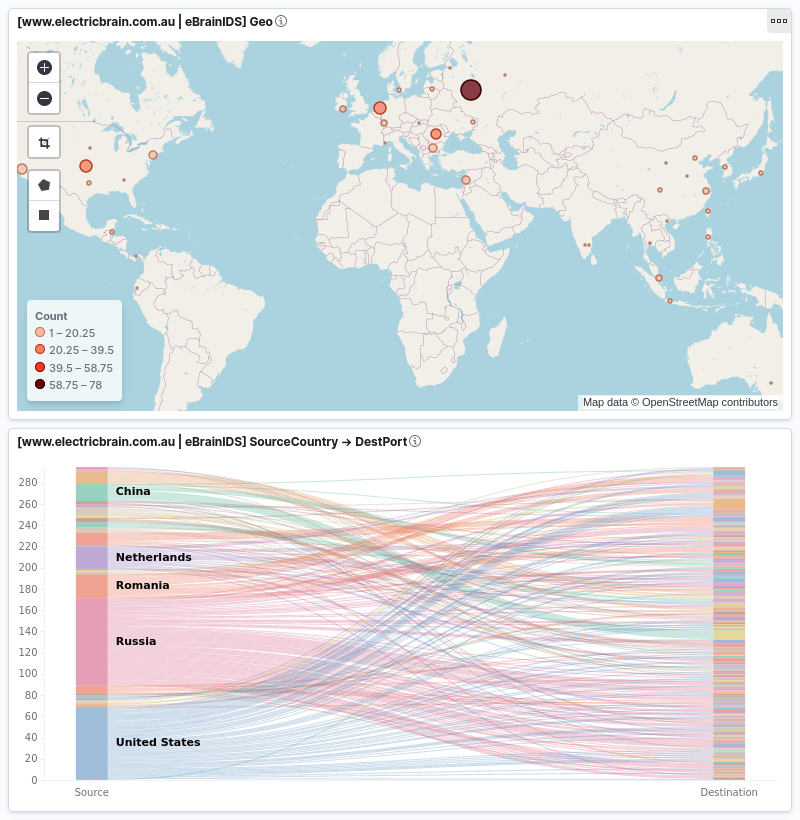 [www.electricbrain.com.au | eBrainIDS] Geo
Count
1 – 20.25
20.25 – 39.5
39.5 – 58.75
58.75 – 78
Map data © OpenStreetMap contributors
[www.electricbrain.com.au | eBrainIDS] SourceCountry → DestPort
280
260
240
220
200
180
160
140
120
100
80
60
40
20
0
China
Netherlands
Romania
Russia
United States
Source
Destination